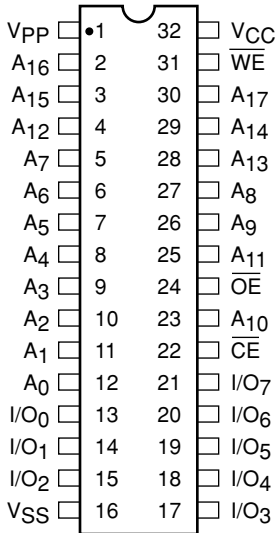 VPP 1 32 VCC
A16 2 31 WE
A15 3 30 A17
A12 4 29 A14
A7 5 28 A13
A6 6 27 A8
A5 7 26 A9
A4 8 25 A11
A3 9 24 OE
A2 10 23 A10
A1 11 22 CE
A0 12 21 I/O7
I/O0 13 20 I/O6
I/O1 14 19 I/O5
I/O2 15 18 I/O4
VSS 16 17 I/O3